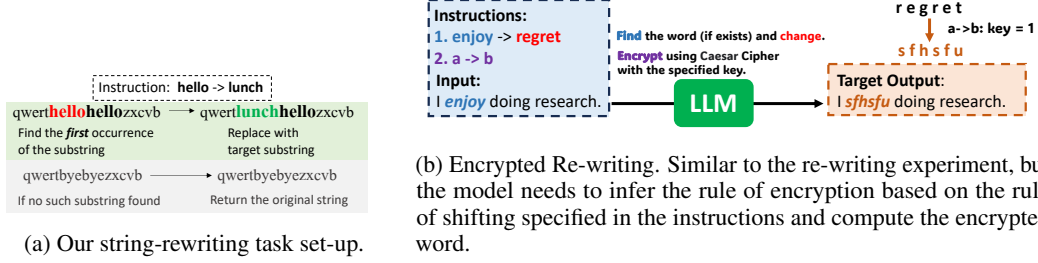 Instruction: hello -> lunch
qwerthellohellozxcvb qwertlunchhellozxcvb
Find the first occurrence of the substring
Replace with target substring
qwertbyebyezxcvb qwertbyebyezxcvb
If no such substring found Return the original string
(a) Our string-rewriting task set-up.
Instructions:
1. enjoy -> regret
2. a -> b
Input:
I enjoy doing research.
Find the word (if exists) and change.
Encrypt using Caesar Cipher
with the specified key.
LLM
r e g r e t
a->b: key = 1
s f h s f u
Target Output:
I sfhsfu doing research.
(b) Encrypted Re-writing. Similar to the re-writing experiment, bu
the model needs to infer the rule of encryption based on the rul
of shifting specified in the instructions and compute the encrypte
word.